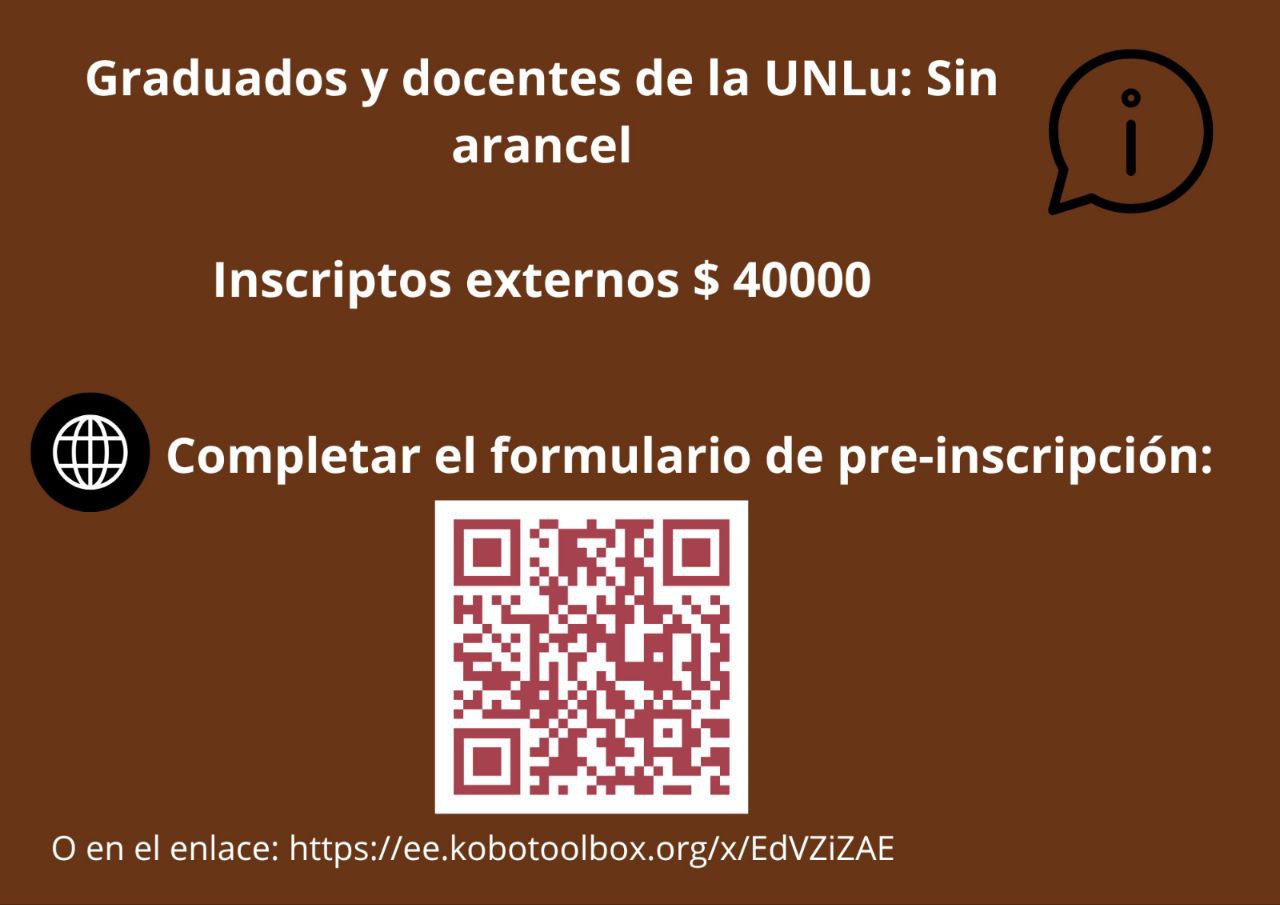 Graduados y docentes de la UNLu: Sin
arancel
Inscriptos externos $ 40000
Completar el formulario de pre-inscripción:
O en el enlace: https://ee.kobotoolbox.org/x/EdVZiZAE